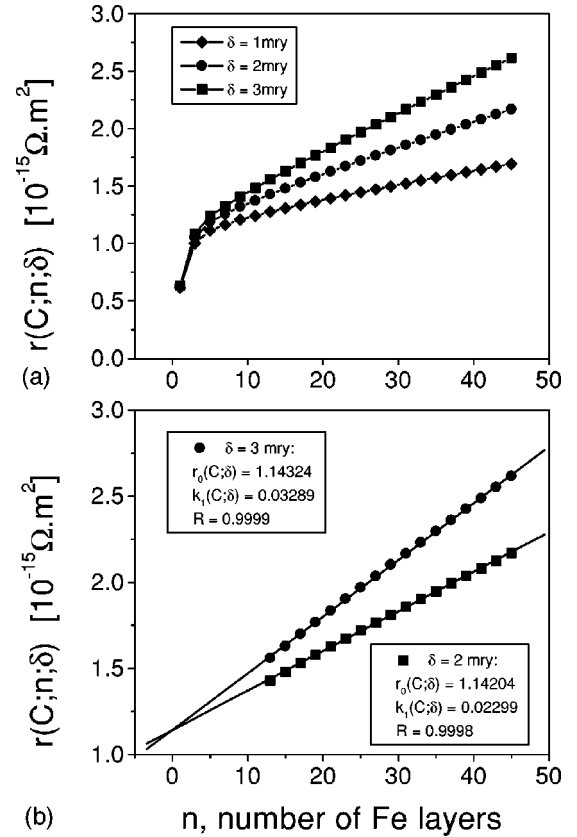 3.0
2.5
2.0
1.5
1.0
0.5
0.0
r(C;n;δ) [10⁻¹⁵Ω.m²]
δ = 1mry
δ = 2mry
δ = 3mry
0 10 20 30 40 50
(a)
3.0
2.5
2.0
1.5
1.0
r(C;n;δ) [10⁻¹⁵Ω.m²]
δ = 3 mry:
r₀(C;δ) = 1.14324
k₁(C;δ) = 0.03289
R = 0.9999
δ = 2 mry:
r₀(C;δ) = 1.14204
k₁(C;δ) = 0.02299
R = 0.9998
0 10 20 30 40 50
(b) n, number of Fe layers